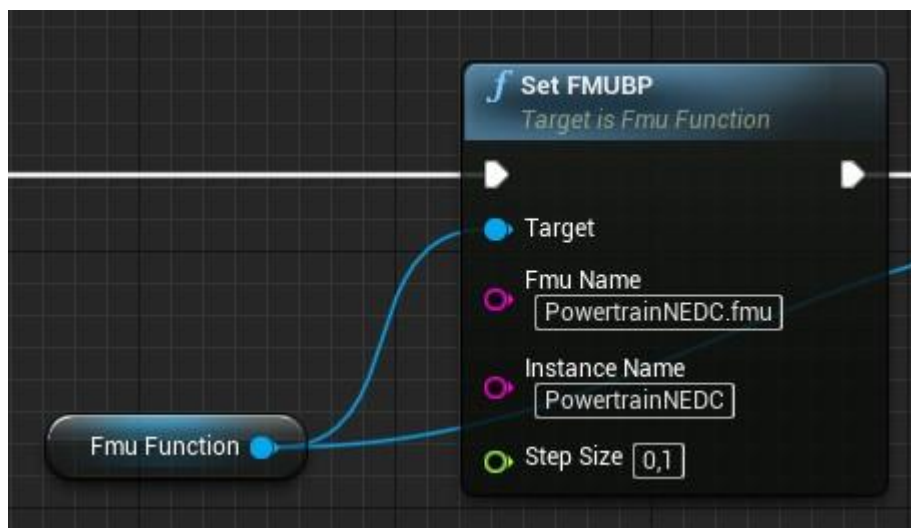 Set FMUBP
Target is Fmu Function
Target
Fmu Name
PowertrainNEDC.fmu
Instance Name
PowertrainNEDC
Step Size 0,1
Fmu Function